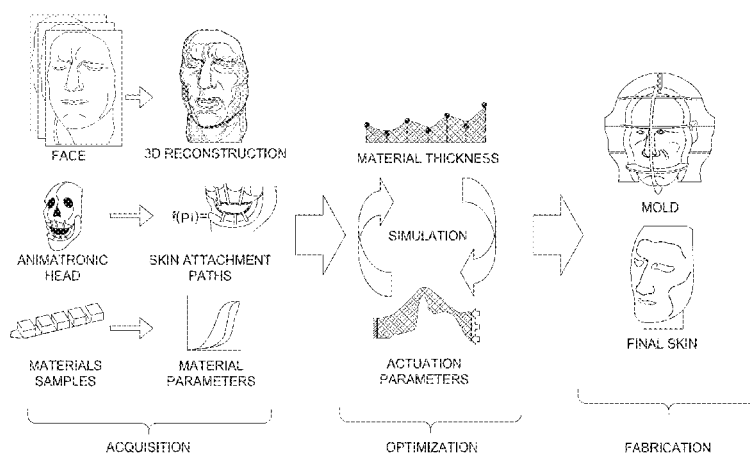 FACE
3D RECONSTRUCTION
MATERIAL THICKNESS
MOLD
f(Pi)=
SIMULATION
ANIMATRONIC
HEAD
SKIN ATTACHMENT
PATHS
MATERIALS
SAMPLES
MATERIAL
PARAMETERS
ACTUATION
PARAMETERS
FINAL SKIN
ACQUISITION
OPTIMIZATION
FABRICATION